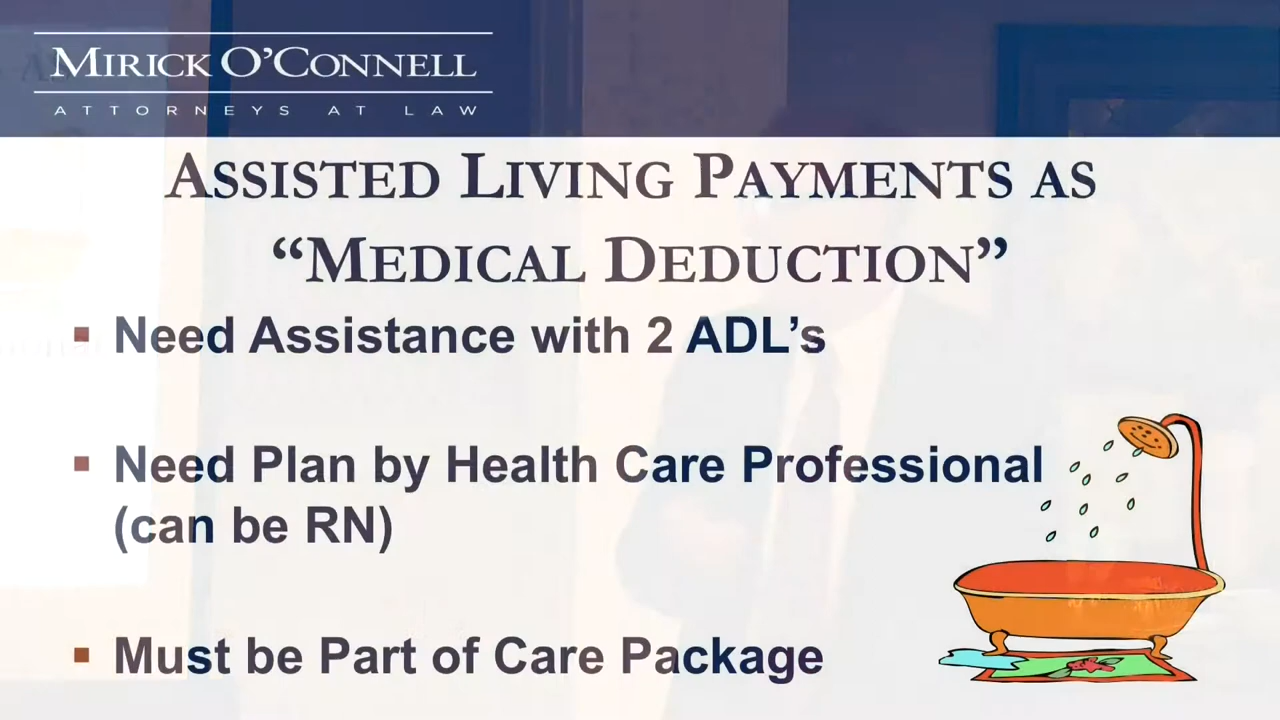 MIRICK O'CONNELL
ATTORNEYS AT LAW
ASSISTED LIVING PAYMENTS AS
“MEDICAL DEDUCTION”
▪ Need Assistance with 2 ADL’s
▪ Need Plan by Health Care Professional
(can be RN)
▪ Must be Part of Care Package